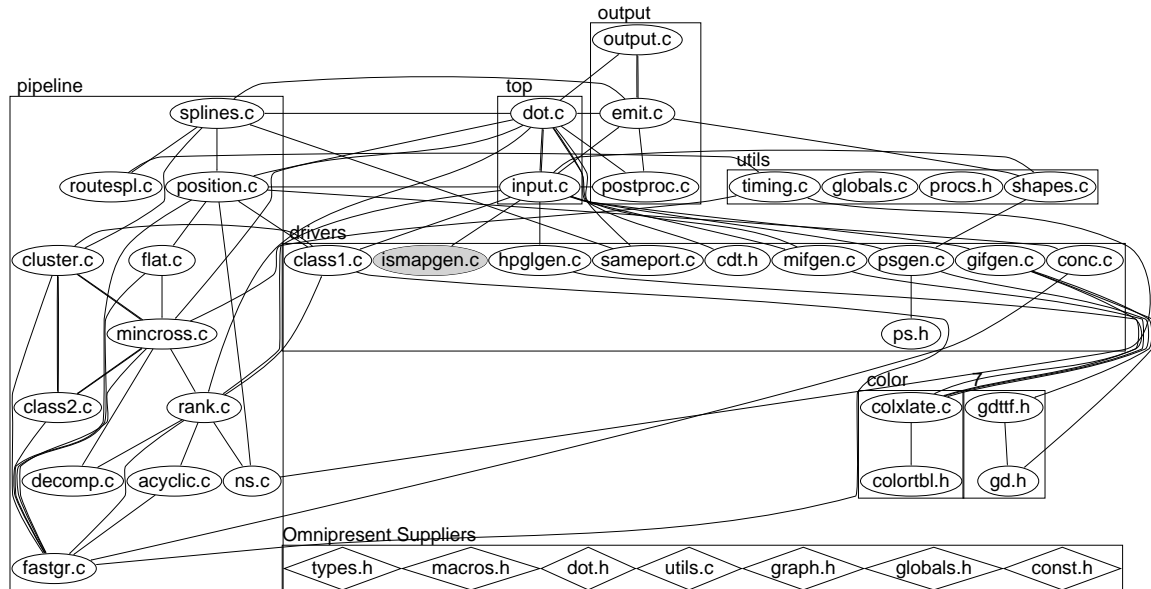 output
output.c
pipeline
top
splines.c
dot.c
emit.c
utils
routespl.c
position.c
input.c
postproc.c
timing.c
globals.c
procs.h
shapes.c
drivers
cluster.c
flat.c
class1.c
ismapgen.c
hpglgen.c
sameport.c
cdt.h
mifgen.c
psgen.c
gifgen.c
conc.c
mincross.c
ps.h
color
7
class2.c
rank.c
colxlate.c
gdttf.h
decomp.c
acyclic.c
ns.c
colortbl.h
gd.h
Omnipresent Suppliers
fastgr.c
types.h
macros.h
dot.h
utils.c
graph.h
globals.h
const.h